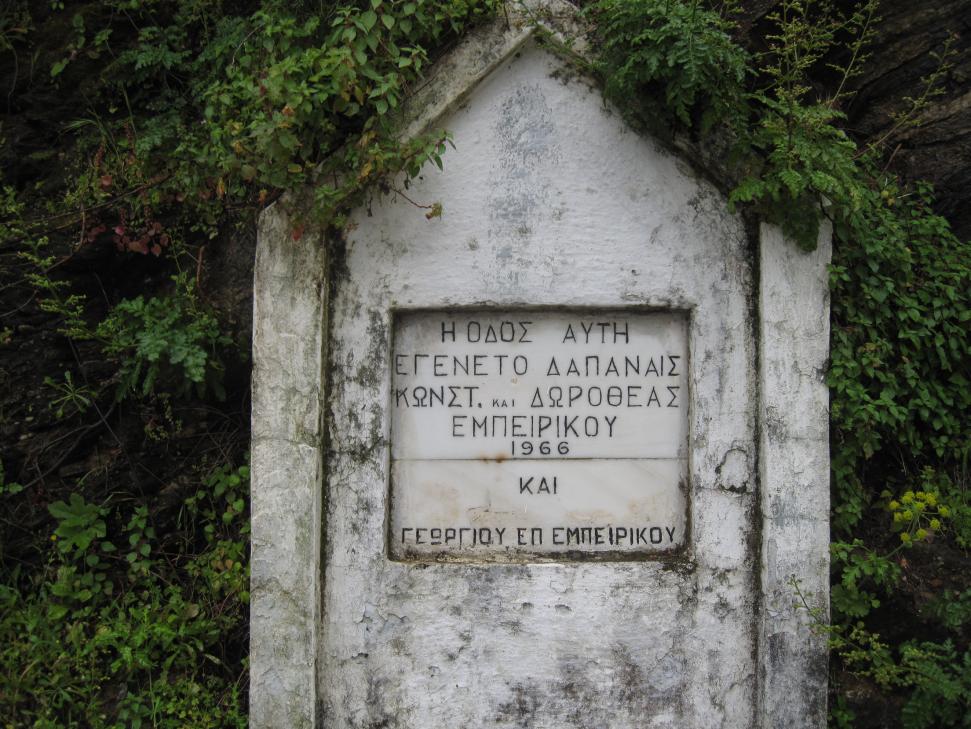 Η ΟΔΟΣ ΑΥΤΗ
ΕΓΕΝΕΤΟ ΔΑΠΑΝΑΙΣ
ΚΩΝΣΤ. και ΔΩΡΟΘΕΑΣ
ΕΜΠΕΙΡΙΚΟΥ
1966
ΚΑΙ
ΓΕΩΡΓΙΟΥ ΕΠ ΕΜΠΕΙΡΙΚΟΥ